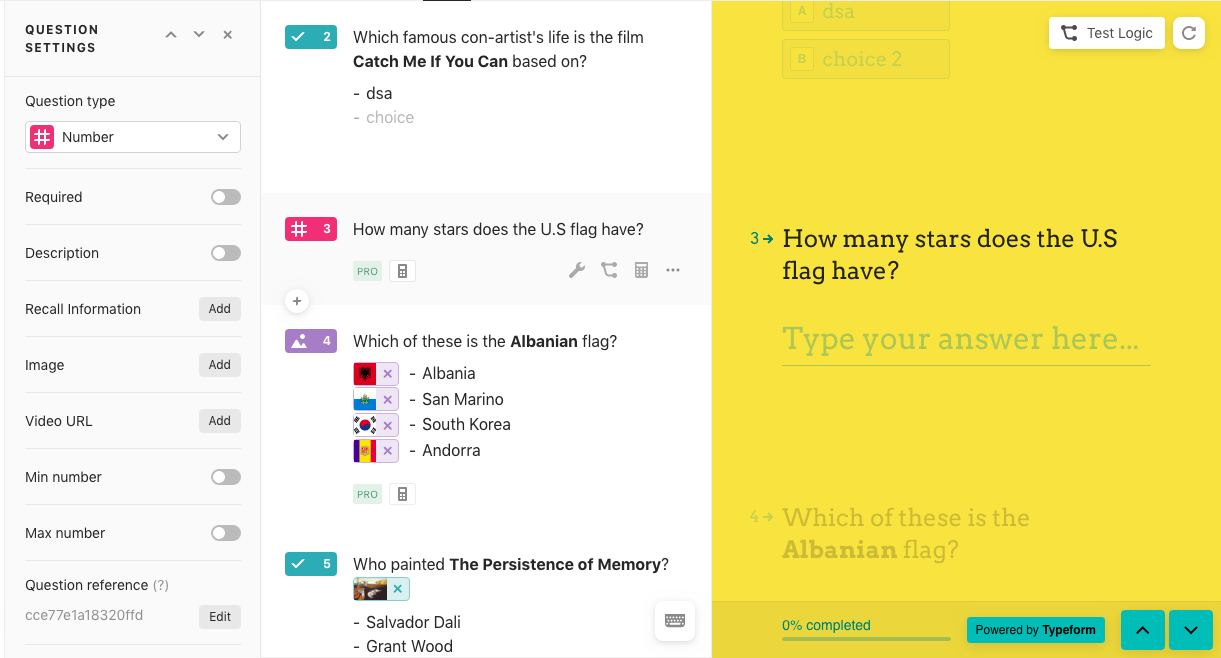 QUESTION
SETTINGS
Question type
Number
Required
Description
Recall Information
Add
Image
Add
Video URL
Add
Min number
Max number
Question reference (?)
cce77e1a18320ffd
Edit
2
Which famous con-artist's life is the film
Catch Me If You Can based on?
- dsa
- choice
3
How many stars does the U.S flag have?
PRO
4
Which of these is the Albanian flag?
- Albania
- San Marino
- South Korea
- Andorra
PRO
5
Who painted The Persistence of Memory?
- Salvador Dali
- Grant Wood
A dsa
B choice 2
Test Logic
3 How many stars does the U.S
flag have?
Type your answer here...
4 Which of these is the
Albanian flag?
0% completed
Powered by Typeform